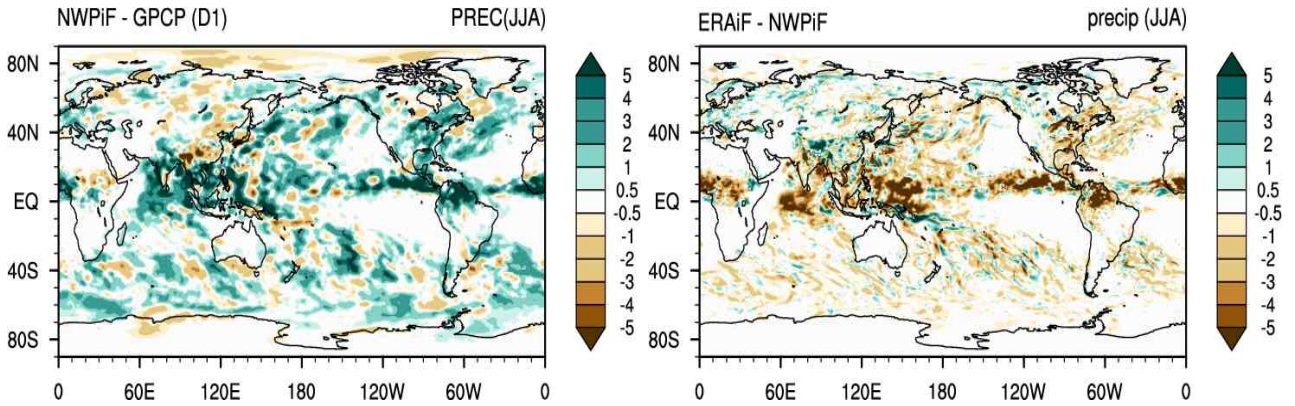 NWPiF - GPCP (D1) PREC(JJA)
80N
40N
EQ
40S
80S
0 60E 120E 180 120W 60W 0
5
4
3
2
1
0.5
-0.5
-1
-2
-3
-4
-5
ERAiF - NWPiF precip (JJA)
80N
40N
EQ
40S
80S
0 60E 120E 180 120W 60W 0
5
4
3
2
1
0.5
-0.5
-1
-2
-3
-4
-5